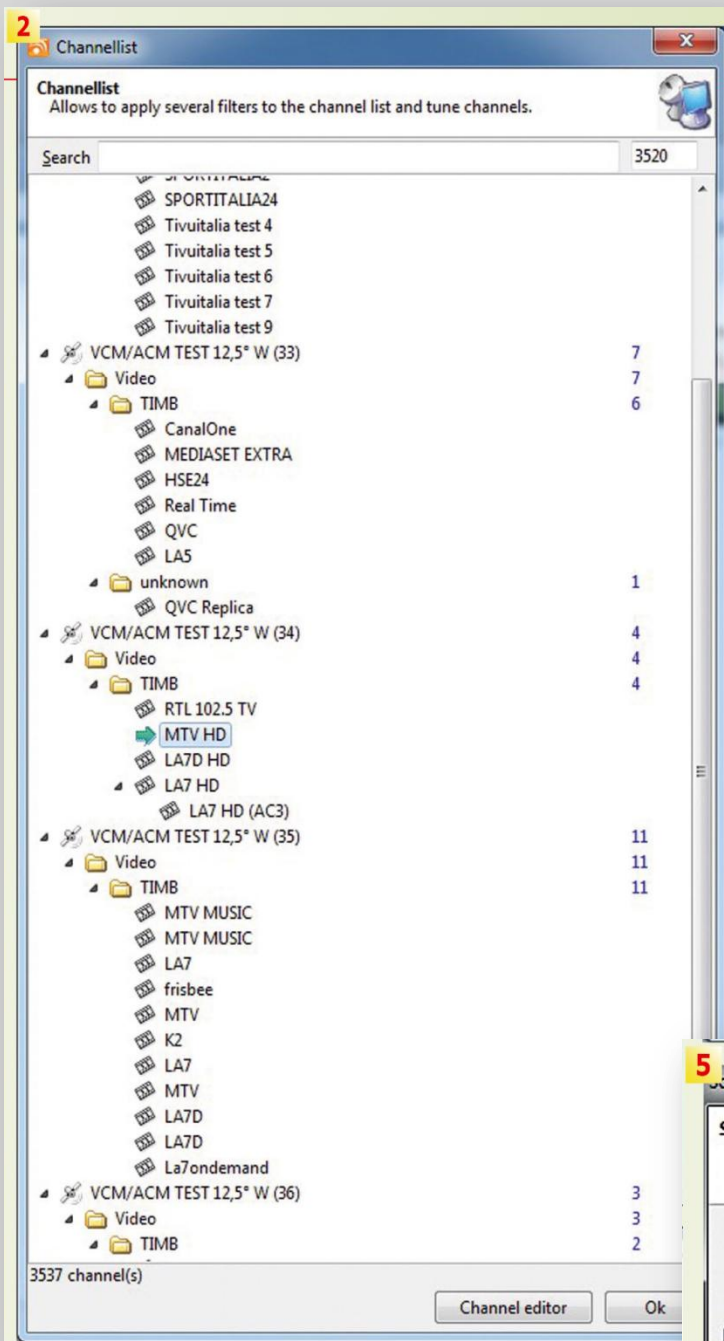 2
Channellist
Channellist
Allows to apply several filters to the channel list and tune channels.
Search 3520
SPORTITALIA2
SPORTITALIA24
Tivuitalia test 4
Tivuitalia test 5
Tivuitalia test 6
Tivuitalia test 7
Tivuitalia test 9
VCM/ACM TEST 12,5° W (33) 7
Video 7
TIMB 6
CanalOne
MEDIASET EXTRA
HSE24
Real Time
QVC
LA5
unknown 1
QVC Replica
VCM/ACM TEST 12,5° W (34) 4
Video 4
TIMB 4
RTL 102.5 TV
MTV HD
LA7D HD
LA7 HD
LA7 HD (AC3)
VCM/ACM TEST 12,5° W (35) 11
Video 11
TIMB 11
MTV MUSIC
MTV MUSIC
LA7
frisbee
MTV
K2
LA7
MTV
LA7D
LA7D
La7ondemand
VCM/ACM TEST 12,5° W (36) 3
Video 3
TIMB 2
3537 channel(s)
Channel editor Ok
5